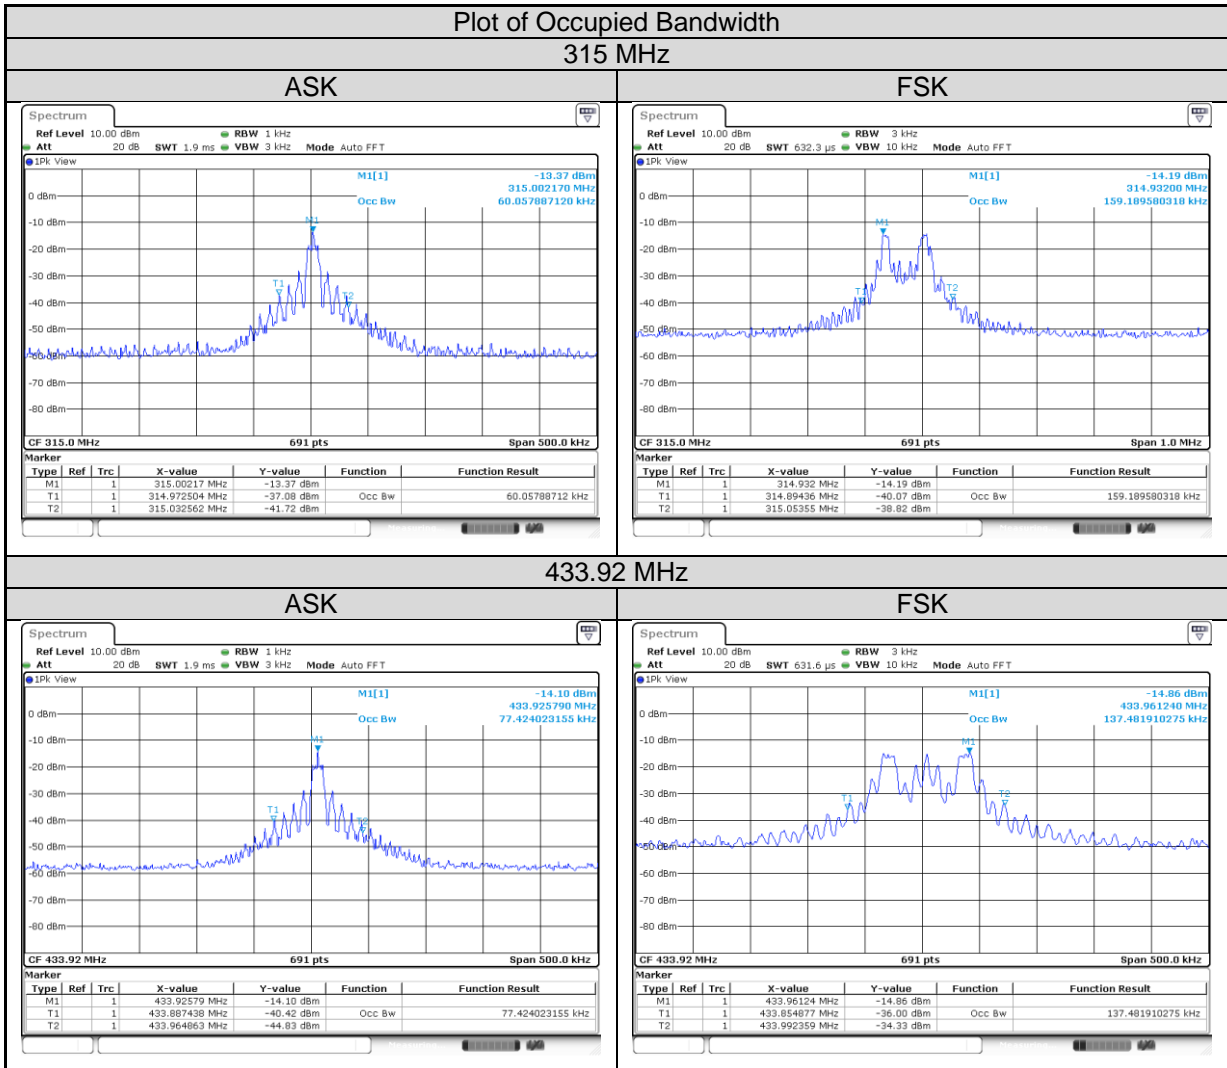 Plot of Occupied Bandwidth
315 MHz
ASK
FSK
Spectrum
Ref Level 10.00 dBm RBW 1 kHz
Att 20 dB SWT 1.9 ms VBW 3 kHz Mode Auto FFT
1Pk View
M1[1] -13.37 dBm
315.002170 MHz
Occ Bw 60.057887120 kHz
M1
T1
T2
0 dBm
-10 dBm
-20 dBm
-30 dBm
-40 dBm
-50 dBm
-60 dBm
-70 dBm
-80 dBm
CF 315.0 MHz 691 pts Span 500.0 kHz
Marker
Type Ref Trc X-value Y-value Function Function Result
M1 1 315.00217 MHz -13.37 dBm
T1 1 314.972504 MHz -37.08 dBm Occ Bw 60.05788712 kHz
T2 1 315.032562 MHz -41.72 dBm
Spectrum
Ref Level 10.00 dBm RBW 3 kHz
Att 20 dB SWT 632.3 µs VBW 10 kHz Mode Auto FFT
1Pk View
M1[1] -14.19 dBm
314.93200 MHz
Occ Bw 159.189580318 kHz
M1
T1
T2
0 dBm
-10 dBm
-20 dBm
-30 dBm
-40 dBm
-50 dBm
-60 dBm
-70 dBm
-80 dBm
CF 315.0 MHz 691 pts Span 1.0 MHz
Marker
Type Ref Trc X-value Y-value Function Function Result
M1 1 314.932 MHz -14.19 dBm
T1 1 314.89436 MHz -40.07 dBm Occ Bw 159.189580318 kHz
T2 1 315.05355 MHz -38.82 dBm
433.92 MHz
ASK
FSK
Spectrum
Ref Level 10.00 dBm RBW 1 kHz
Att 20 dB SWT 1.9 ms VBW 3 kHz Mode Auto FFT
1Pk View
M1[1] -14.10 dBm
433.925790 MHz
Occ Bw 77.424023155 kHz
M1
T1
T2
0 dBm
-10 dBm
-20 dBm
-30 dBm
-40 dBm
-50 dBm
-60 dBm
-70 dBm
-80 dBm
CF 433.92 MHz 691 pts Span 500.0 kHz
Marker
Type Ref Trc X-value Y-value Function Function Result
M1 1 433.92579 MHz -14.10 dBm
T1 1 433.887438 MHz -40.42 dBm Occ Bw 77.424023155 kHz
T2 1 433.964863 MHz -44.83 dBm
Spectrum
Ref Level 10.00 dBm RBW 3 kHz
Att 20 dB SWT 631.6 µs VBW 10 kHz Mode Auto FFT
1Pk View
M1[1] -14.86 dBm
433.961240 MHz
Occ Bw 137.481910275 kHz
M1
T1
T2
0 dBm
-10 dBm
-20 dBm
-30 dBm
-40 dBm
-50 dBm
-60 dBm
-70 dBm
-80 dBm
CF 433.92 MHz 691 pts Span 500.0 kHz
Marker
Type Ref Trc X-value Y-value Function Function Result
M1 1 433.96124 MHz -14.86 dBm
T1 1 433.854877 MHz -36.00 dBm Occ Bw 137.481910275 kHz
T2 1 433.992359 MHz -34.33 dBm